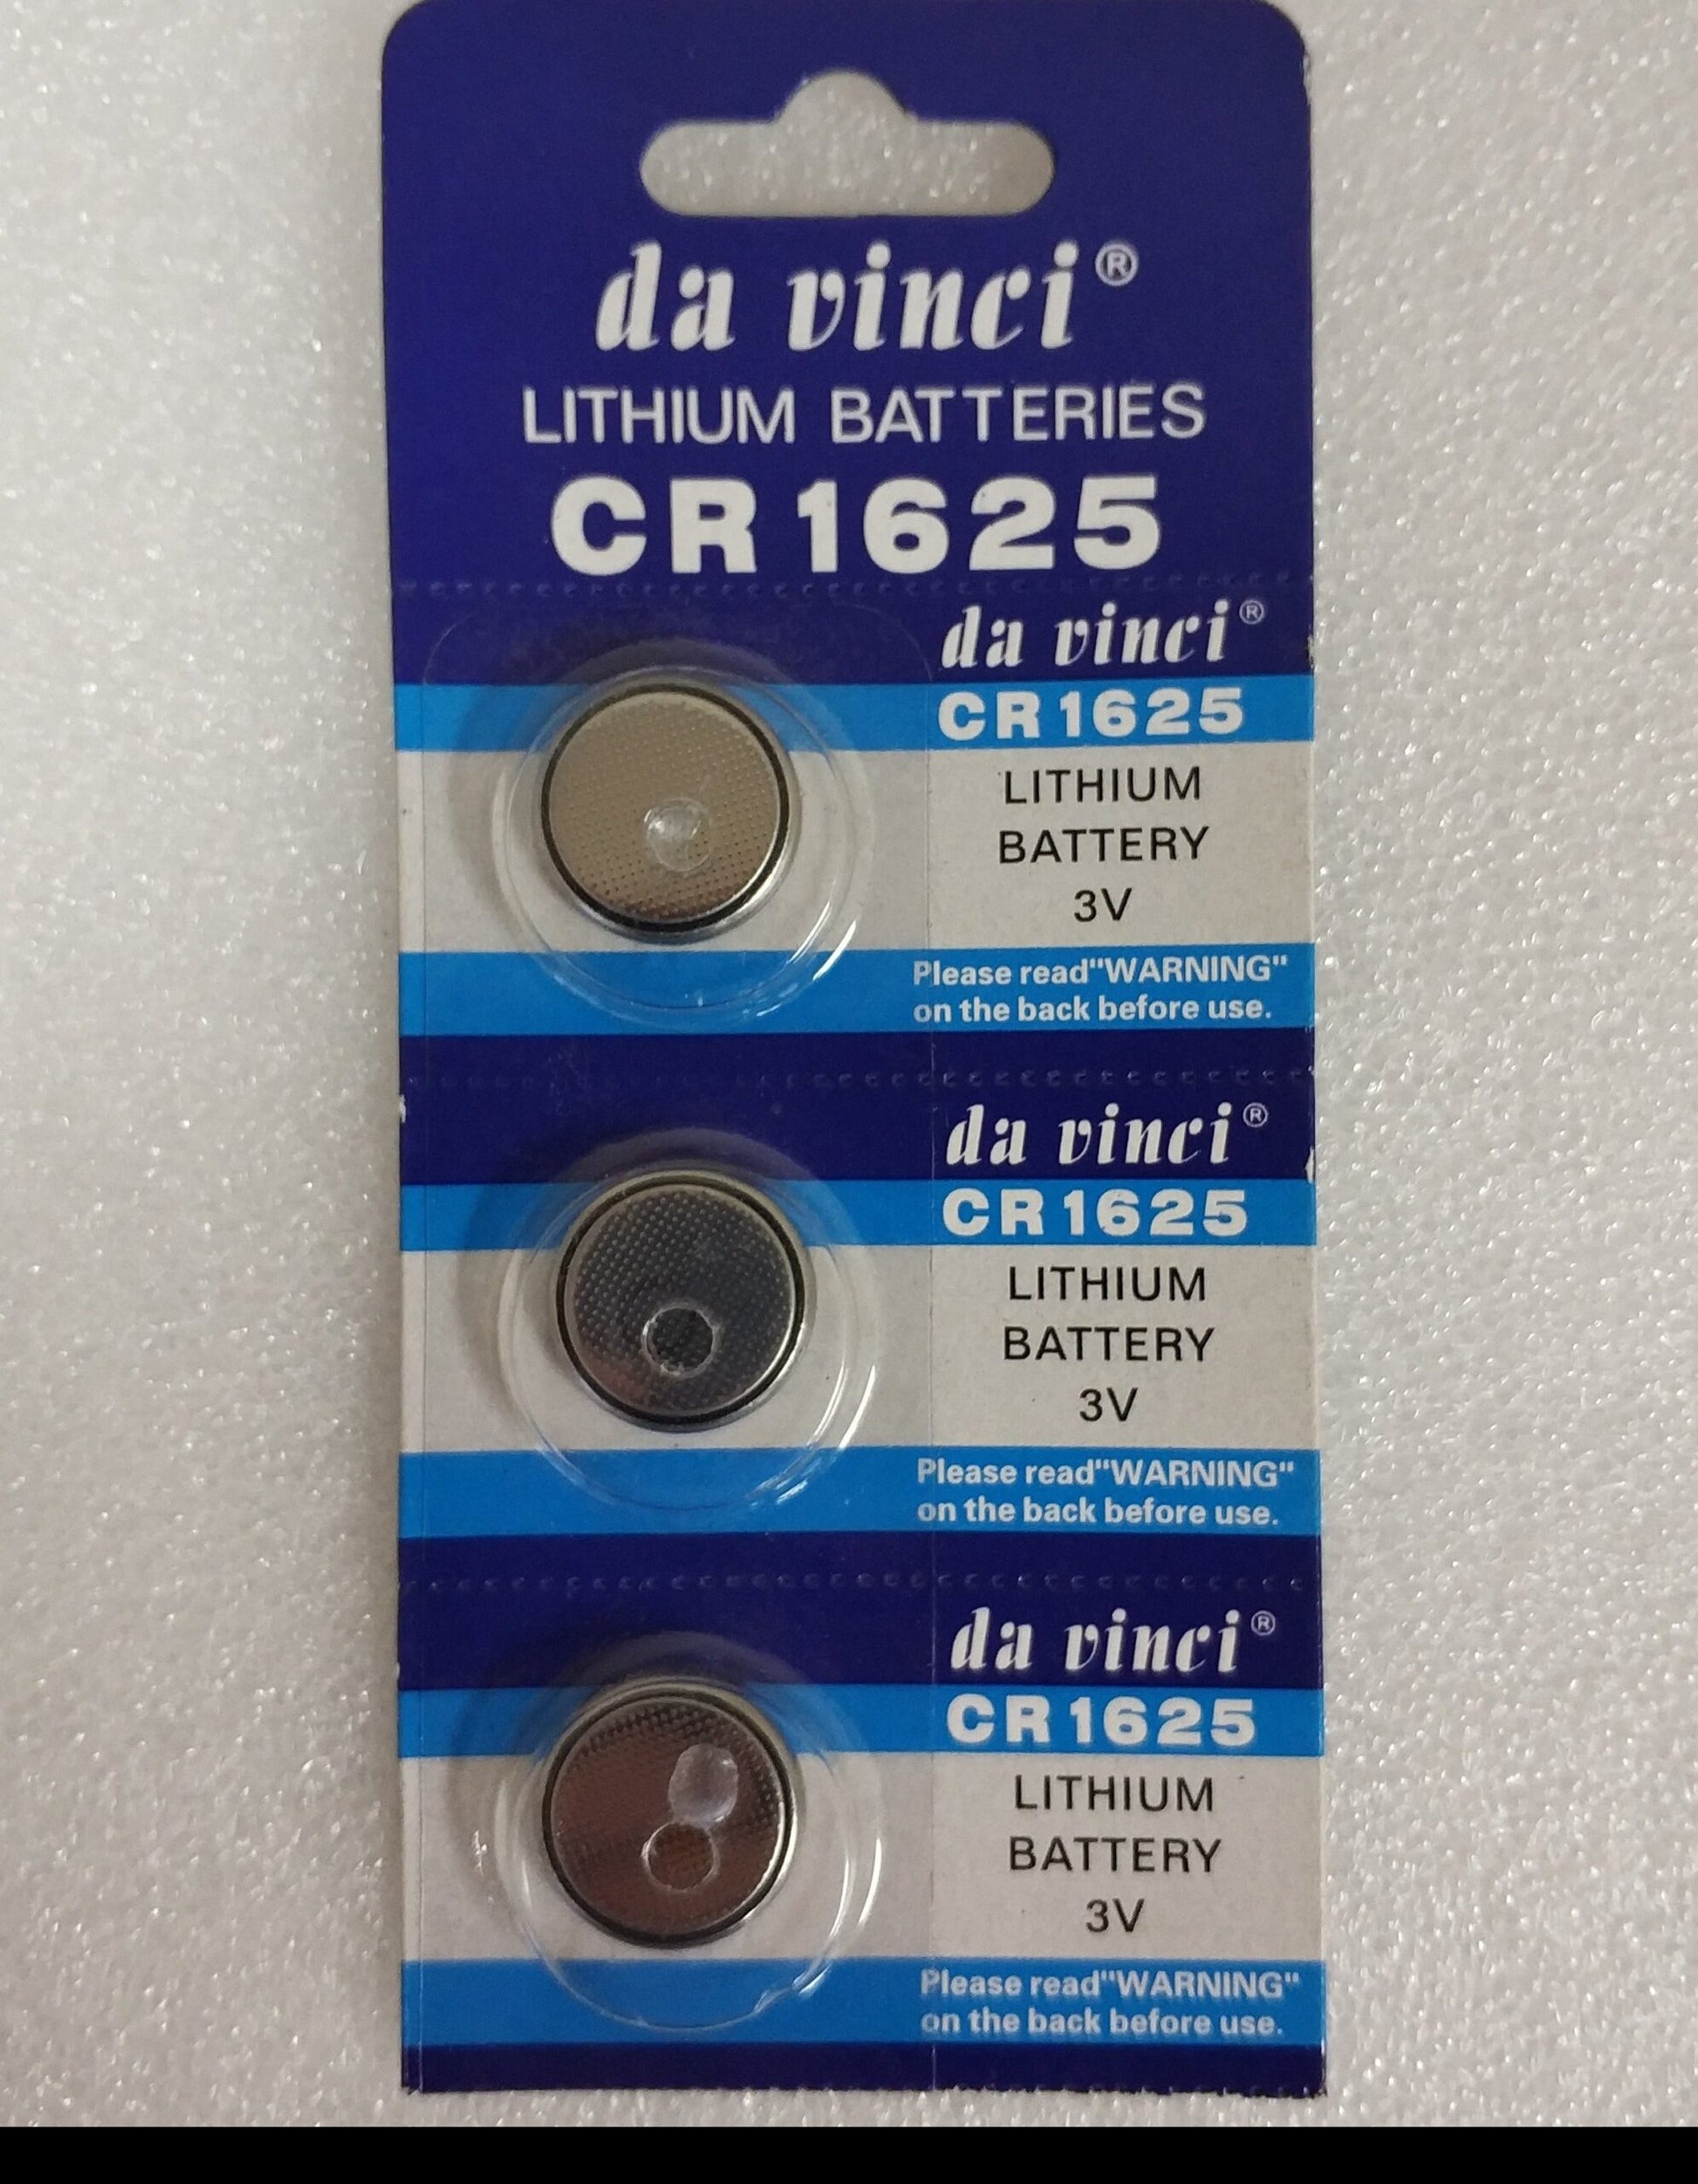 da vinci®
LITHIUM BATTERIES
CR1625
da vinci®
CR1625
LITHIUM
BATTERY
3V
Please read"WARNING"
on the back before use.
da vinci®
CR1625
LITHIUM
BATTERY
3V
Please read"WARNING"
on the back before use.
da vinci®
CR1625
LITHIUM
BATTERY
3V
Please read"WARNING"
on the back before use.